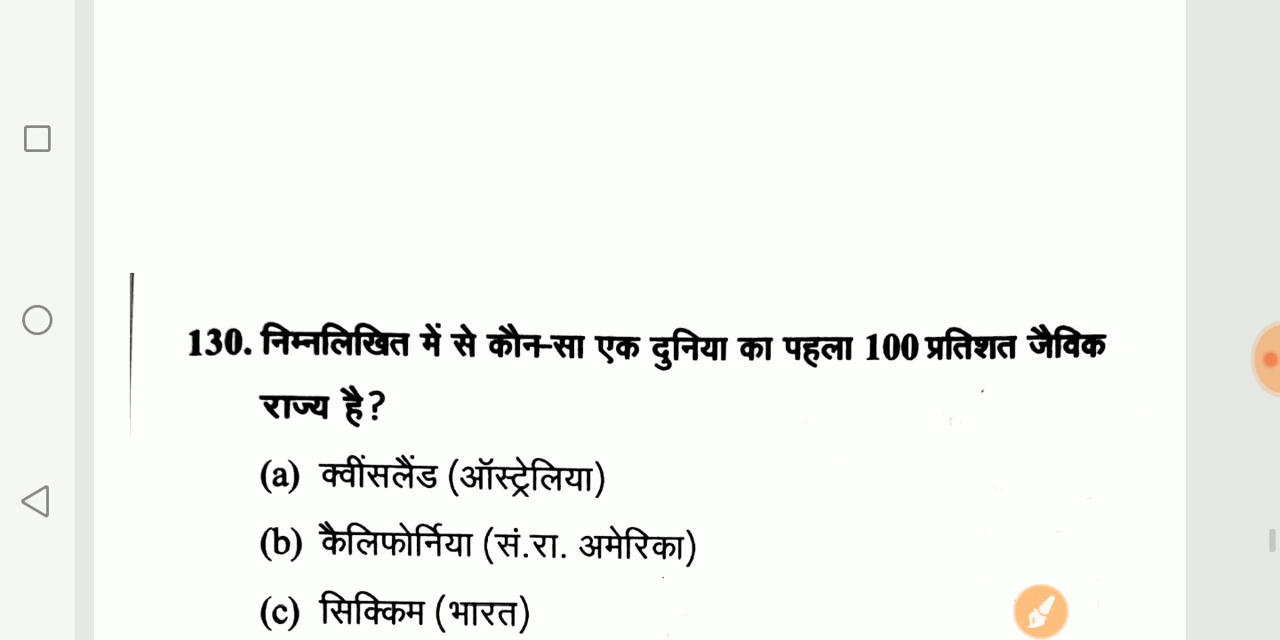 130. निम्नलिखित में से कौन-सा एक दुनिया का पहला 100 प्रतिशत जैविक
राज्य है?
(a) क्वींसलैंड (ऑस्ट्रेलिया)
(b) कैलिफोर्निया (सं.रा. अमेरिका)
(c) सिक्किम (भारत)